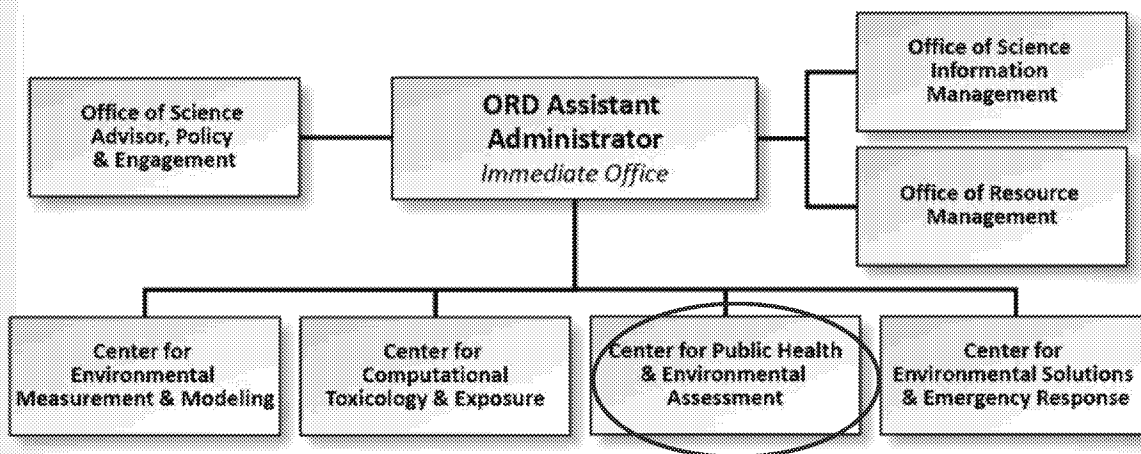 Office of Science
Advisor, Policy
& Engagement
ORD Assistant
Administrator
Immediate Office
Office of Science
Information
Management
Office of Resource
Management
Center for
Environmental
Measurement & Modeling
Center for
Computational
Toxicology & Exposure
Center for Public Health
& Environmental
Assessment
Center for
Environmental Solutions
& Emergency Response